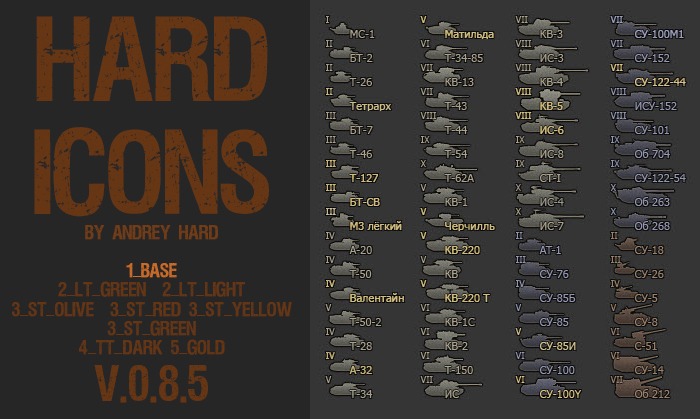 HARD
ICONS
BY ANDREY HARD
1_BASE
2_LT_GREEN 2_LT_LIGHT
3_ST_OLIVE 3_ST_RED 3_ST_YELLOW
3_ST_GREEN
4_TT_DARK 5_GOLD
V.0.8.5
I МС-1
II БТ-2
II Т-26
II Тетрарх
III БТ-7
III Т-46
III Т-127
III БТ-СВ
III М3 лёгкий
IV А-20
IV Т-50
IV Валентайн
V Т-50-2
IV Т-28
IV А-32
V Т-34
V Матильда
VI Т-34-85
VII КВ-13
VII Т-43
VIII Т-44
IX Т-54
X Т-62А
V КВ-1
V Черчилль
V КВ-220
V КВ
V КВ-220 Т
VI КВ-1С
VI КВ-2
VI Т-150
VII ИС
VII КВ-3
VIII ИС-3
VIII КВ-4
VIII КВ-5
VIII ИС-6
IX ИС-8
IX СТ-I
X ИС-4
X ИС-7
II АТ-1
III СУ-76
IV СУ-85Б
V СУ-85
V СУ-85И
VI СУ-100
VI СУ-100Y
VII СУ-100М1
VII СУ-152
VII СУ-122-44
VIII ИСУ-152
VIII СУ-101
IX Об 704
IX СУ-122-54
X Об 263
X Об 268
II СУ-18
III СУ-26
IV СУ-5
V СУ-8
VI С-51
VI СУ-14
VII Об 212